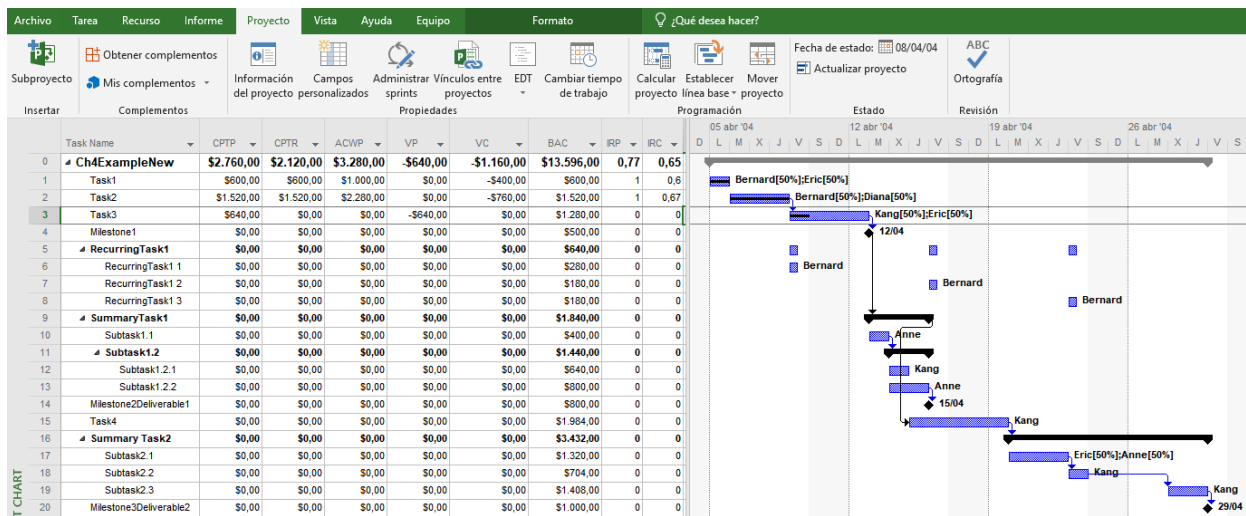 Archivo Tarea Recurso Informe Proyecto Vista Ayuda Equipo Formato ¿Qué desea hacer?
Subproyecto
Insertar
Obtener complementos
Mis complementos
Complementos
Información del proyecto
Campos personalizados
Administrar sprints
Vínculos entre proyectos
EDT
Cambiar tiempo de trabajo
Propiedades
Calcular proyecto
Establecer línea base
Mover proyecto
Programación
Fecha de estado: 08/04/04
Actualizar proyecto
Estado
ABC
Ortografía
Revisión
Task Name CPTP CPTR ACWP VP VC BAC IRP IRC
0 Ch4ExampleNew $2.760,00 $2.120,00 $3.280,00 -$640,00 -$1.160,00 $13.596,00 0,77 0,65
1 Task1 $600,00 $600,00 $1.000,00 $0,00 -$400,00 $600,00 1 0,6
2 Task2 $1.520,00 $1.520,00 $2.280,00 $0,00 -$760,00 $1.520,00 1 0,67
3 Task3 $640,00 $0,00 $0,00 -$640,00 $0,00 $1.280,00 0 0
4 Milestone1 $0,00 $0,00 $0,00 $0,00 $0,00 $500,00 0 0
5 RecurringTask1 $0,00 $0,00 $0,00 $0,00 $0,00 $640,00 0 0
6 RecurringTask1 1 $0,00 $0,00 $0,00 $0,00 $0,00 $280,00 0 0
7 RecurringTask1 2 $0,00 $0,00 $0,00 $0,00 $0,00 $180,00 0 0
8 RecurringTask1 3 $0,00 $0,00 $0,00 $0,00 $0,00 $180,00 0 0
9 SummaryTask1 $0,00 $0,00 $0,00 $0,00 $0,00 $1.840,00 0 0
10 Subtask1.1 $0,00 $0,00 $0,00 $0,00 $0,00 $400,00 0 0
11 Subtask1.2 $0,00 $0,00 $0,00 $0,00 $0,00 $1.440,00 0 0
12 Subtask1.2.1 $0,00 $0,00 $0,00 $0,00 $0,00 $640,00 0 0
13 Subtask1.2.2 $0,00 $0,00 $0,00 $0,00 $0,00 $800,00 0 0
14 Milestone2Deliverable1 $0,00 $0,00 $0,00 $0,00 $0,00 $800,00 0 0
15 Task4 $0,00 $0,00 $0,00 $0,00 $0,00 $1.984,00 0 0
16 Summary Task2 $0,00 $0,00 $0,00 $0,00 $0,00 $3.432,00 0 0
17 Subtask2.1 $0,00 $0,00 $0,00 $0,00 $0,00 $1.320,00 0 0
18 Subtask2.2 $0,00 $0,00 $0,00 $0,00 $0,00 $704,00 0 0
19 Subtask2.3 $0,00 $0,00 $0,00 $0,00 $0,00 $1.408,00 0 0
20 Milestone3Deliverable2 $0,00 $0,00 $0,00 $0,00 $0,00 $1.000,00 0 0
T CHART
05 abr '04 12 abr '04 19 abr '04 26 abr '04
D L M X J V S D L M X J V S D L M X J V S D L M X J V S
Bernard[50%];Eric[50%]
Bernard[50%];Diana[50%]
Kang[50%];Eric[50%]
12/04
Bernard
Bernard
Bernard
Anne
Kang
Anne
15/04
Kang
Eric[50%];Anne[50%]
Kang
Kang
29/04